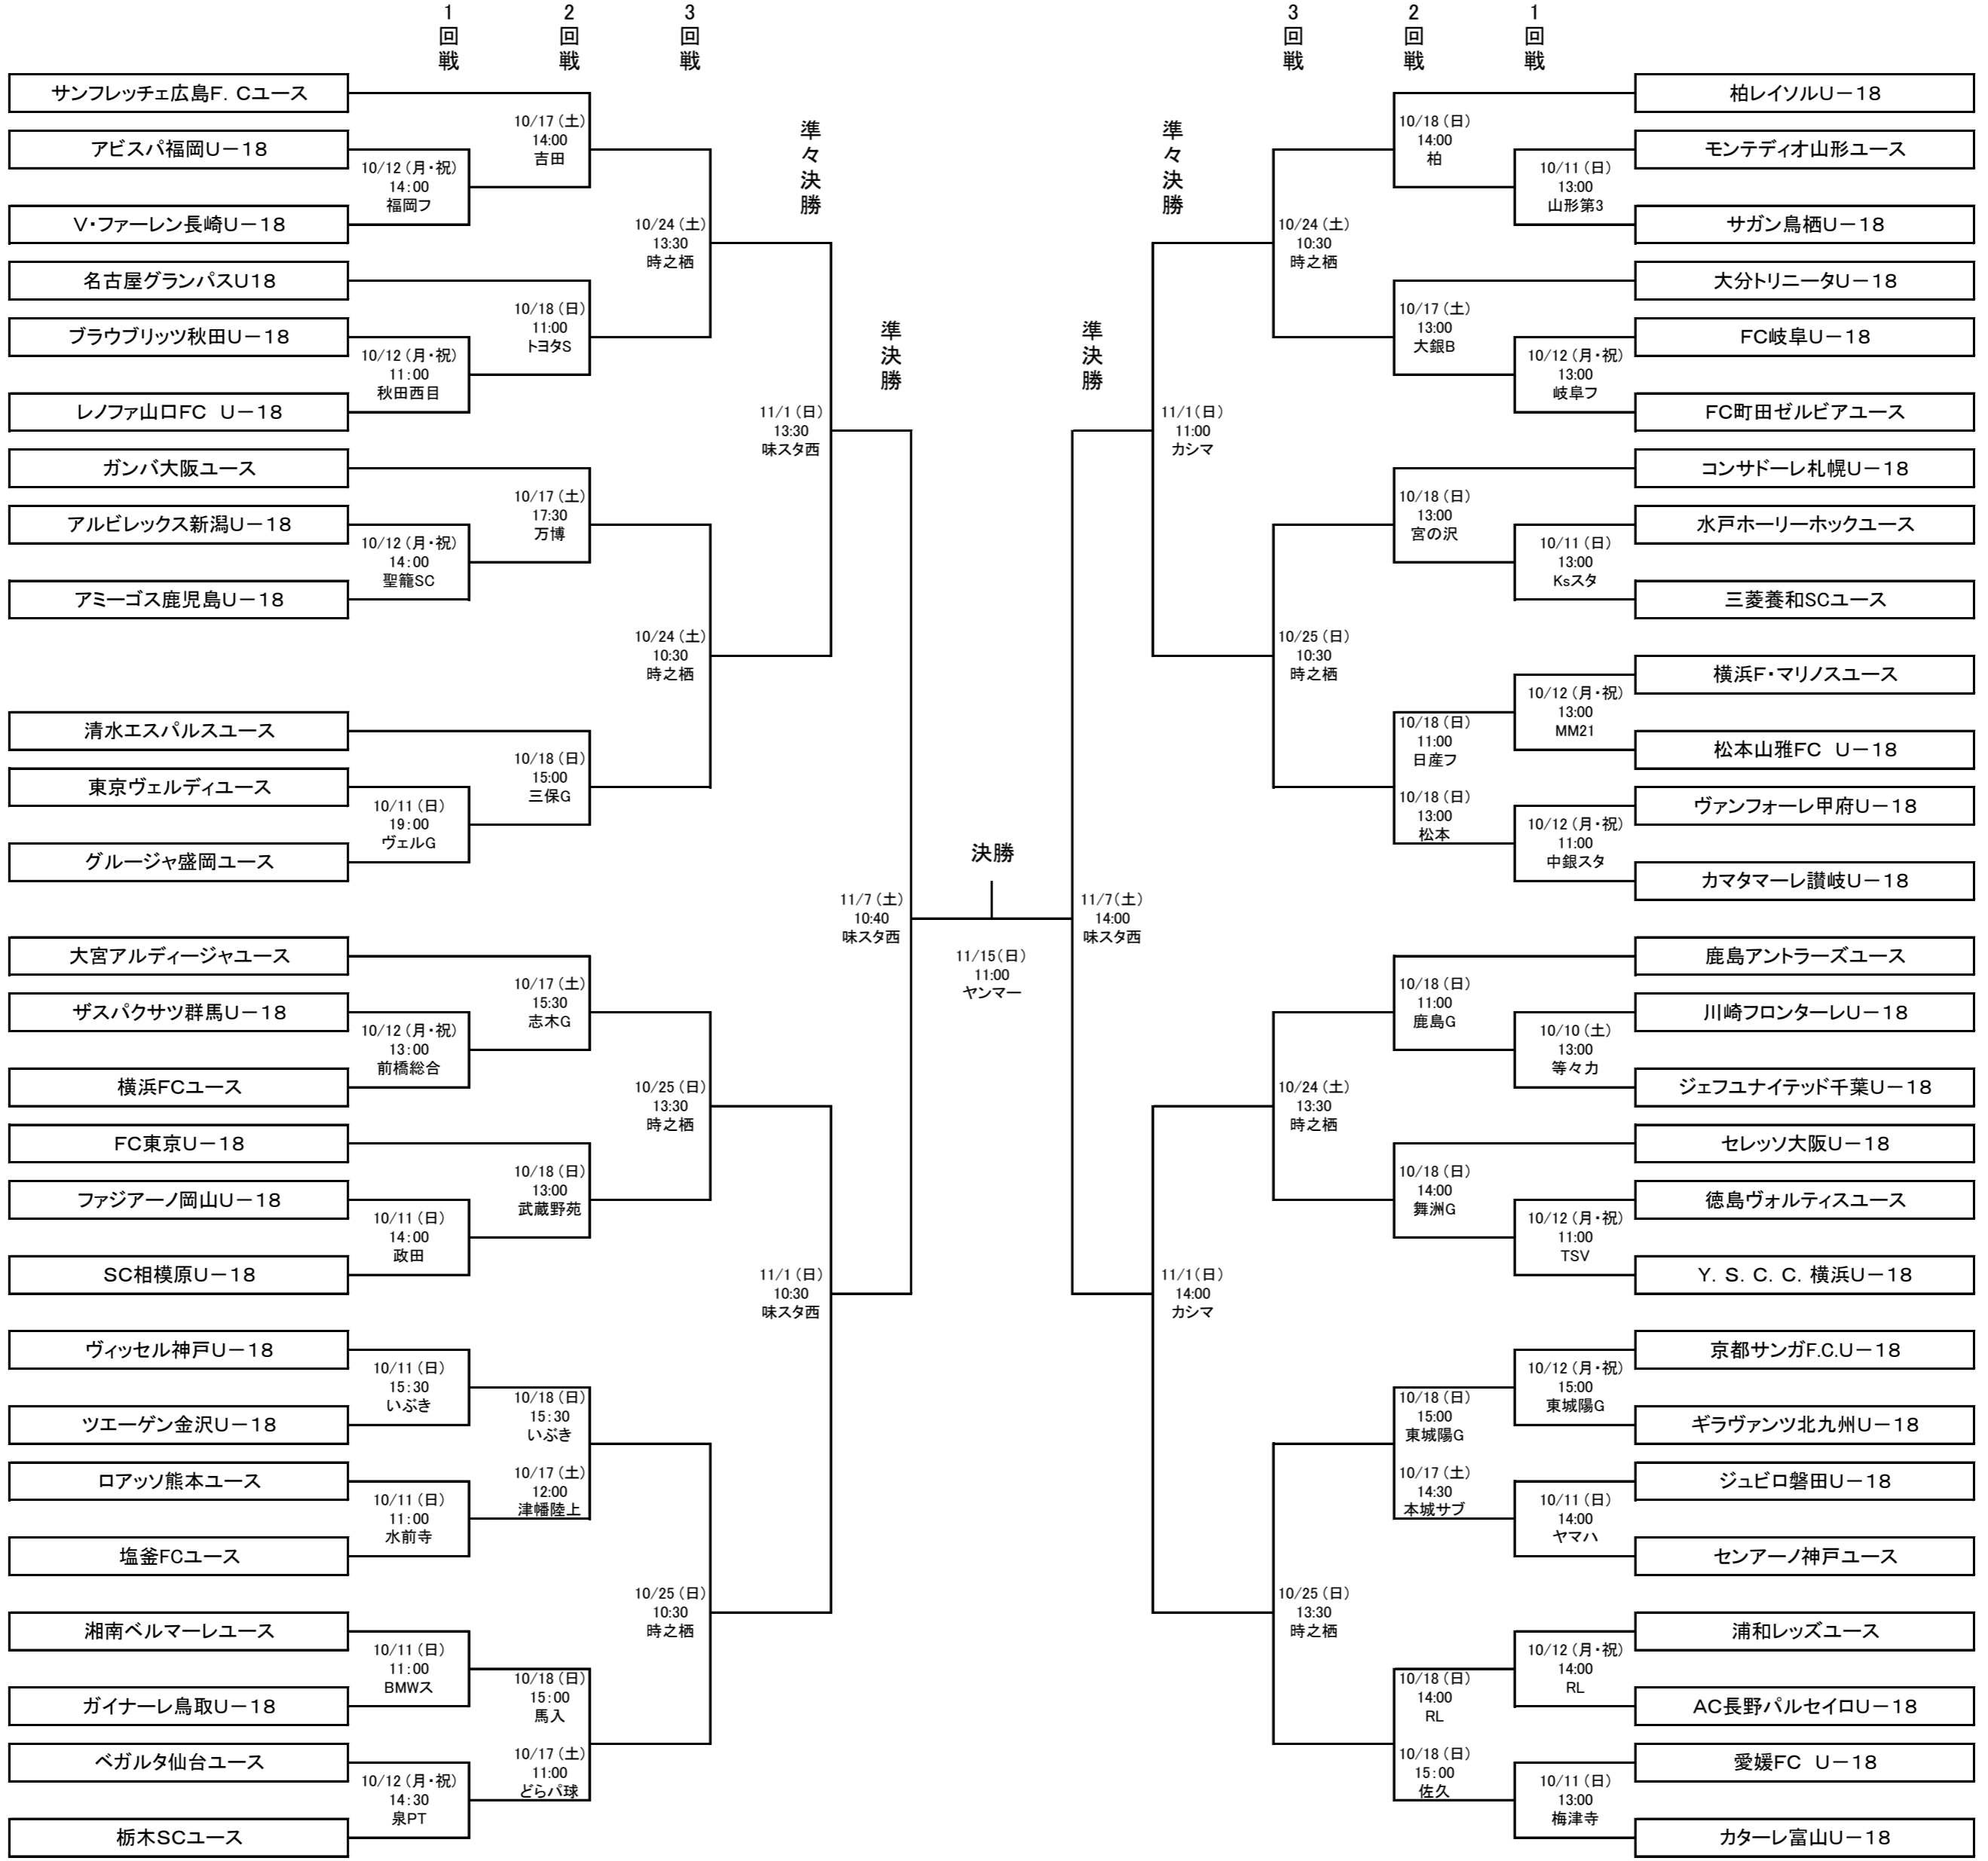 1回戦
2回戦
3回戦
準々決勝
準決勝
サンフレッチェ広島F．Cユース
アビスパ福岡U－18
V・ファーレン長崎U－18
名古屋グランパスU18
ブラウブリッツ秋田U－18
レノファ山口FC　U－18
ガンバ大阪ユース
アルビレックス新潟U－18
アミーゴス鹿児島U－18
清水エスパルスユース
東京ヴェルディユース
グルージャ盛岡ユース
大宮アルディージャユース
ザスパクサツ群馬U－18
横浜FCユース
FC東京U－18
ファジアーノ岡山U－18
SC相模原U－18
ヴィッセル神戸U－18
ツエーゲン金沢U－18
ロアッソ熊本ユース
塩釜FCユース
湘南ベルマーレユース
ガイナーレ鳥取U－18
ベガルタ仙台ユース
栃木SCユース
10/12（月・祝）
14：00
福岡フ
10/12（月・祝）
11：00
秋田西目
10/12（月・祝）
14：00
聖籠SC
10/11（日）
19：00
ヴェルG
10/12（月・祝）
13：00
前橋総合
10/11（日）
14：00
政田
10/11（日）
15：30
いぶき
10/11（日）
11：00
水前寺
10/11（日）
11：00
BMWス
10/12（月・祝）
14：30
泉PT
10/17（土）
14:00
吉田
10/18（日）
11:00
トヨタS
10/17（土）
17:30
万博
10/18（日）
15:00
三保G
10/17（土）
15:30
志木G
10/18（日）
13:00
武蔵野苑
10/18（日）
15：30
いぶき
10/17（土）
12:00
津幡陸上
10/18（日）
15：00
馬入
10/17（土）
11:00
どらパ球
10/24（土）
13:30
時之栖
10/24（土）
10:30
時之栖
10/25（日）
13:30
時之栖
10/25（日）
10:30
時之栖
11/1（日）
13:30
味スタ西
11/1（日）
10:30
味スタ西
11/7（土）
10:40
味スタ西
決勝
11/15（日）
11:00
ヤンマー
11/7（土）
14:00
味スタ西
準決勝
準々決勝
3回戦
2回戦
1回戦
11/1（日）
11:00
カシマ
11/1（日）
14:00
カシマ
10/24（土）
10:30
時之栖
10/25（日）
10:30
時之栖
10/24（土）
13:30
時之栖
10/25（日）
13:30
時之栖
10/18（日）
14:00
柏
10/17（土）
13:00
大銀B
10/18（日）
13:00
宮の沢
10/18（日）
11:00
日産フ
10/18（日）
13:00
松本
10/18（日）
11:00
鹿島G
10/18（日）
14:00
舞洲G
10/18（日）
15:00
東城陽G
10/17（土）
14:30
本城サブ
10/18（日）
14:00
RL
10/18（日）
15：00
佐久
10/11（日）
13:00
山形第3
10/12（月・祝）
13:00
岐阜フ
10/11（日）
13:00
Ksスタ
10/12（月・祝）
13:00
MM21
10/12（月・祝）
11:00
中銀スタ
10/10（土）
13:00
等々力
10/12（月・祝）
11:00
TSV
10/12（月・祝）
15:00
東城陽G
10/11（日）
14:00
ヤマハ
10/12（月・祝）
14:00
RL
10/11（日）
13:00
梅津寺
柏レイソルU－18
モンテディオ山形ユース
サガン鳥栖U－18
大分トリニータU－18
FC岐阜U－18
FC町田ゼルビアユース
コンサドーレ札幌U－18
水戸ホーリーホックユース
三菱養和SCユース
横浜F・マリノスユース
松本山雅FC　U－18
ヴァンフォーレ甲府U－18
カマタマーレ讃岐U－18
鹿島アントラーズユース
川崎フロンターレU－18
ジェフユナイテッド千葉U－18
セレッソ大阪U－18
徳島ヴォルティスユース
Y．S．C．C．横浜U－18
京都サンガF.C.U－18
ギラヴァンツ北九州U－18
ジュビロ磐田U－18
センアーノ神戸ユース
浦和レッズユース
AC長野パルセイロU－18
愛媛FC　U－18
カターレ富山U－18